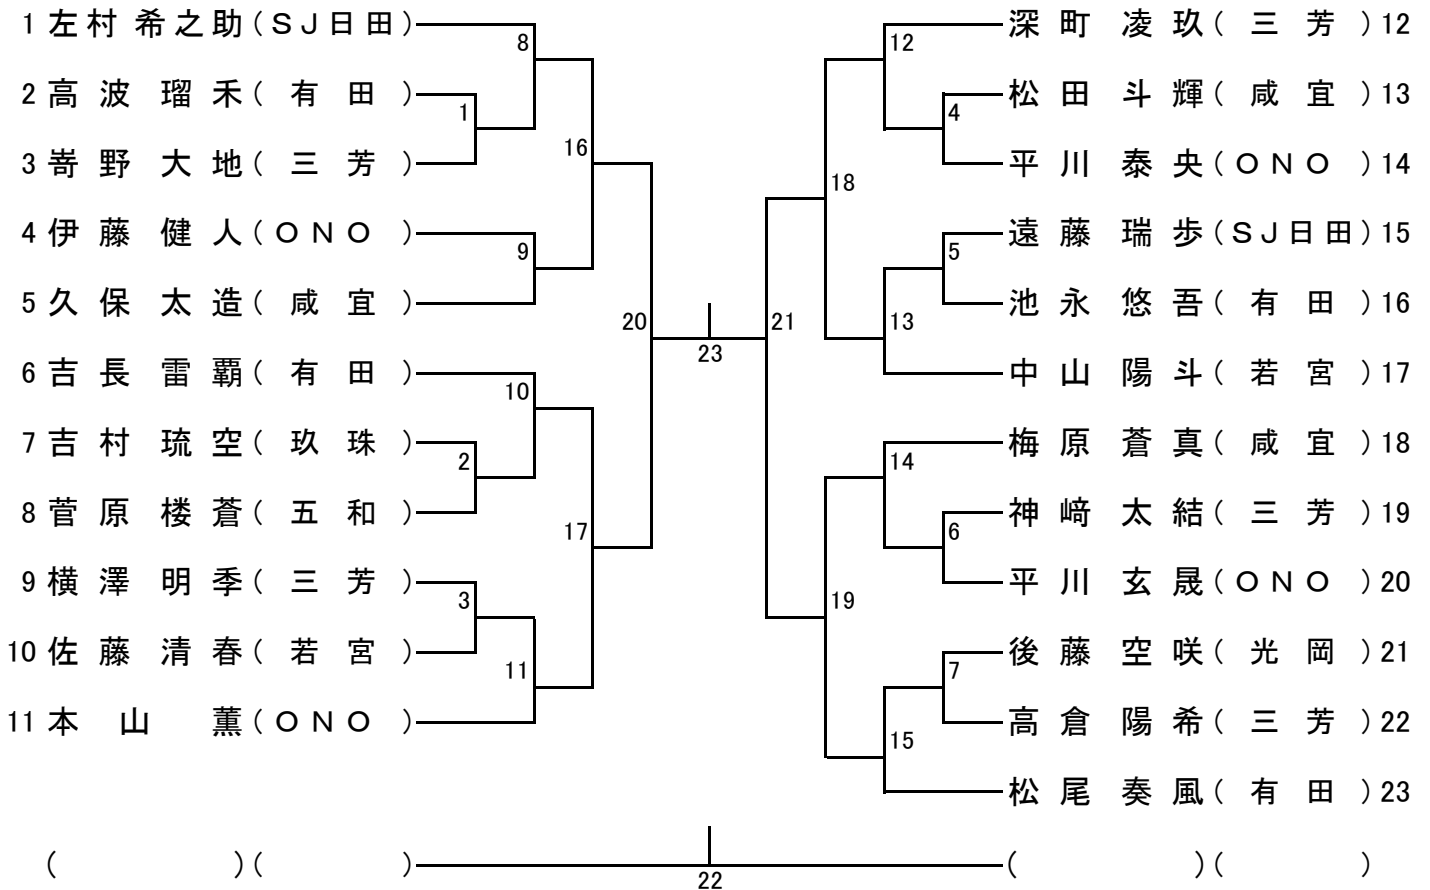 1 左村 希之助(ＳＪ日田)
2 高波 瑠禾(有田)
3 嵜野 大地(三芳)
4 伊藤 健人(ＯＮＯ)
5 久保 太造(咸宜)
6 吉長 雷覇(有田)
7 吉村 琉空(玖珠)
8 菅原 楼蒼(五和)
9 横澤 明季(三芳)
10 佐藤 清春(若宮)
11 本山 薫(ＯＮＯ)
( )( )
8
1
16
9
20
10
2
17
3
11
23
22
12
4
18
5
21
13
14
6
19
7
15
深町 凌玖(三芳)12
松田 斗輝(咸宜)13
平川 泰央(ＯＮＯ)14
遠藤 瑞歩(ＳＪ日田)15
池永 悠吾(有田)16
中山 陽斗(若宮)17
梅原 蒼真(咸宜)18
神﨑 太結(三芳)19
平川 玄晟(ＯＮＯ)20
後藤 空咲(光岡)21
高倉 陽希(三芳)22
松尾 奏風(有田)23
( )( )